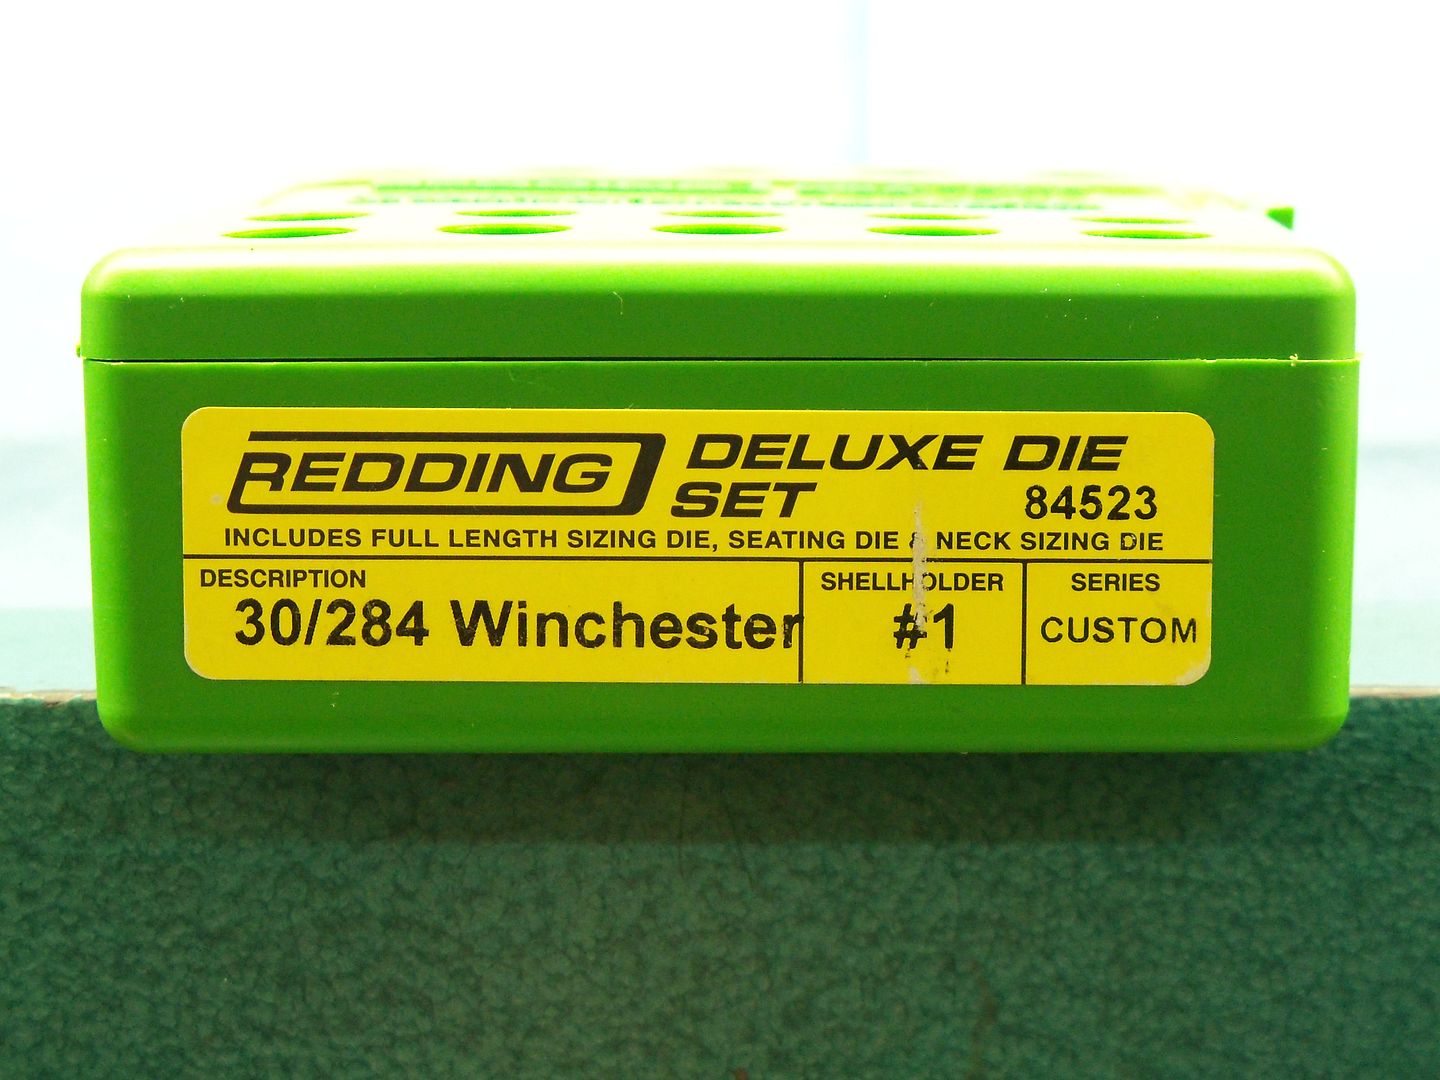 REDDING DELUXE DIE
SET 84523
INCLUDES FULL LENGTH SIZING DIE, SEATING DIE & NECK SIZING DIE
DESCRIPTION SHELLHOLDER SERIES
30/284 Winchester #1 CUSTOM